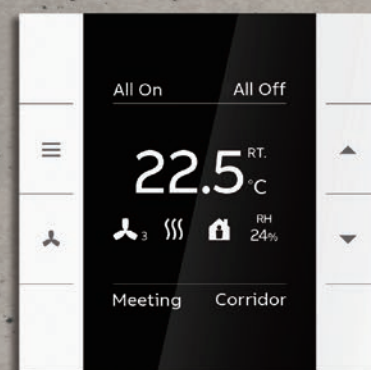 All On All Off
22.5 RT. °C
3 RH 24%
Meeting Corridor